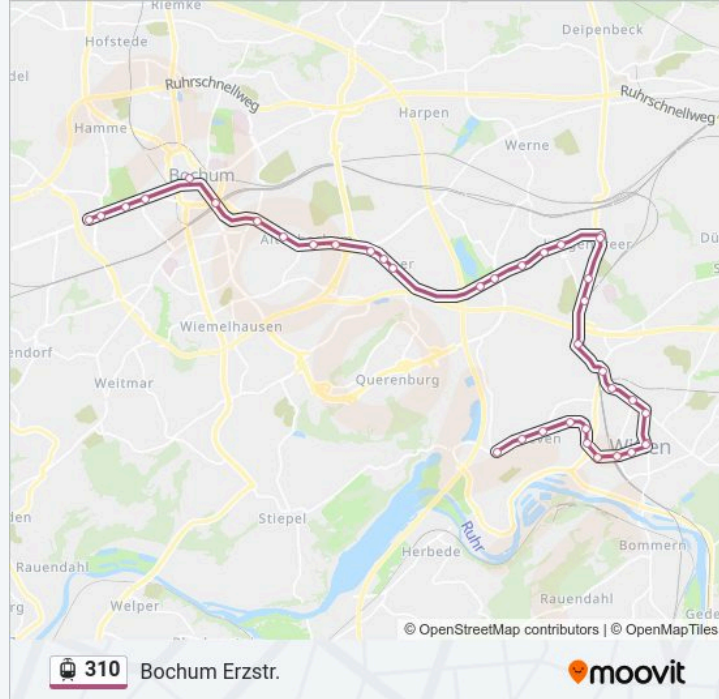 Riemke
Hofstede
Deipenbeck
Ruhrschnellweg
Ruhrschnellweg
Harpen
Hamme
Werne
Bochum
Wiemelhausen
Weitmar
Querenburg
Stiepel
Ruhr
Herbede
Bommern
Rauendahl
Rauendahl
Welper
© OpenStreetMap contributors | © OpenMapTiles
310 Bochum Erzstr.
moovit